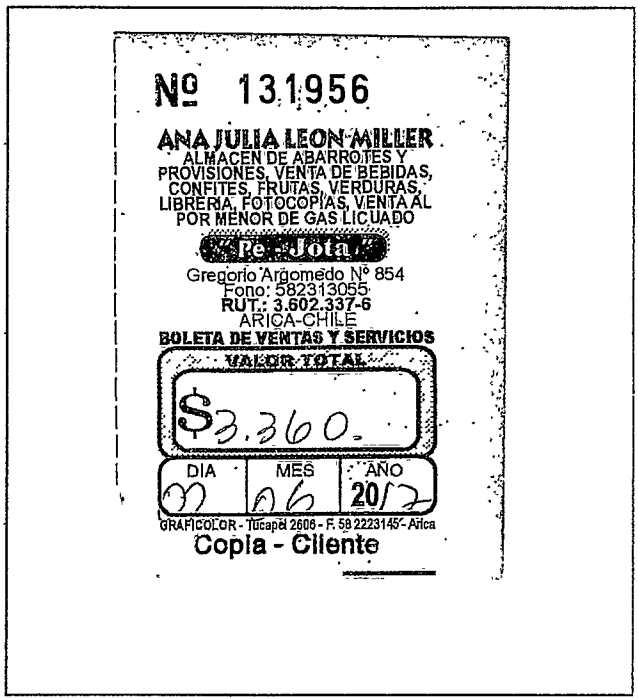 Nº 131956
ANA JULIA LEON MILLER
ALMACEN DE ABARROTES Y
PROVISIONES, VENTA DE BEBIDAS,
CONFITES, FRUTAS, VERDURAS,
LIBRERIA, FOTOCOPIAS, VENTA AL
POR MENOR DE GAS LICUADO
"Pe - Jota"
Gregorio Argomedo Nº 854
Fono: 582313055
RUT.: 3.602.337-6
ARICA-CHILE
BOLETA DE VENTAS Y SERVICIOS
VALOR TOTAL
$ 3.360.
DIA MES AÑO
06 20
GRAFICOLOR - Tucapel 2606 - F. 58 2223145 - Arica
Copia - Cliente